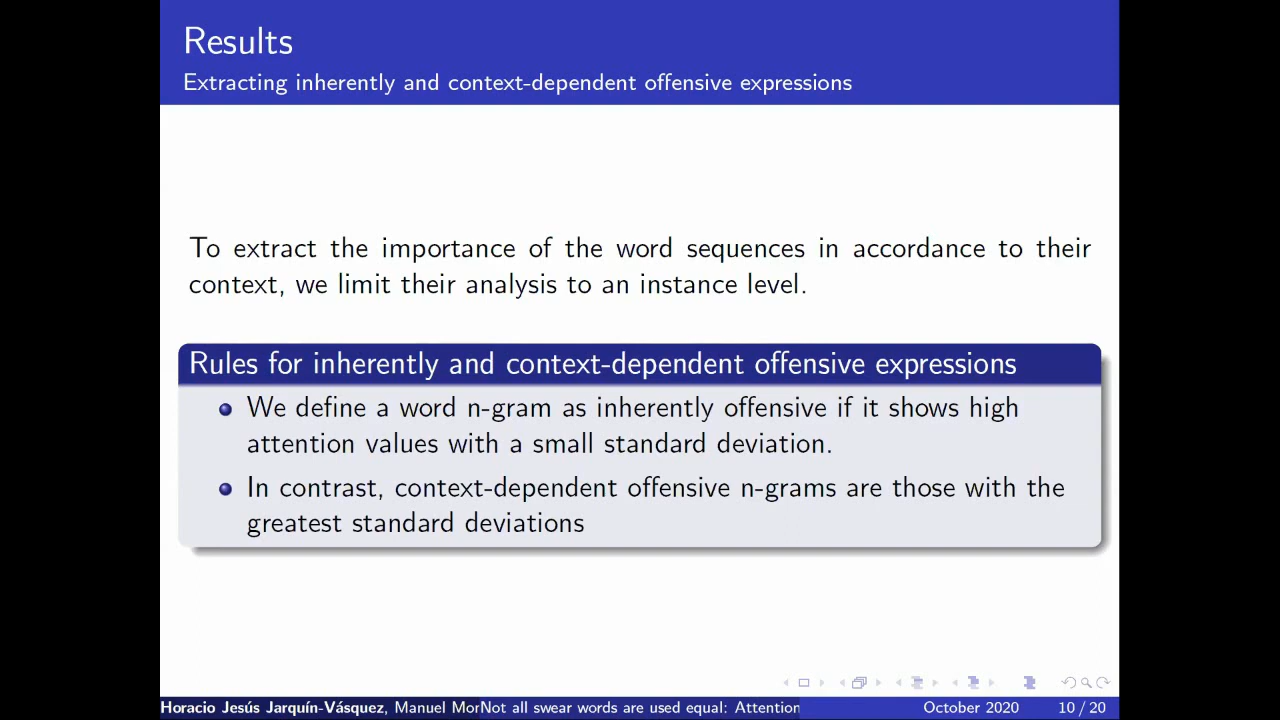 Results
Extracting inherently and context-dependent offensive expressions
To extract the importance of the word sequences in accordance to their
context, we limit their analysis to an instance level.
Rules for inherently and context-dependent offensive expressions
We define a word n-gram as inherently offensive if it shows high
attention values with a small standard deviation.
In contrast, context-dependent offensive n-grams are those with the
greatest standard deviations
Horacio Jesús Jarquín-Vásquez, Manuel Mor Not all swear words are used equal: Attention October 2020 10 / 20